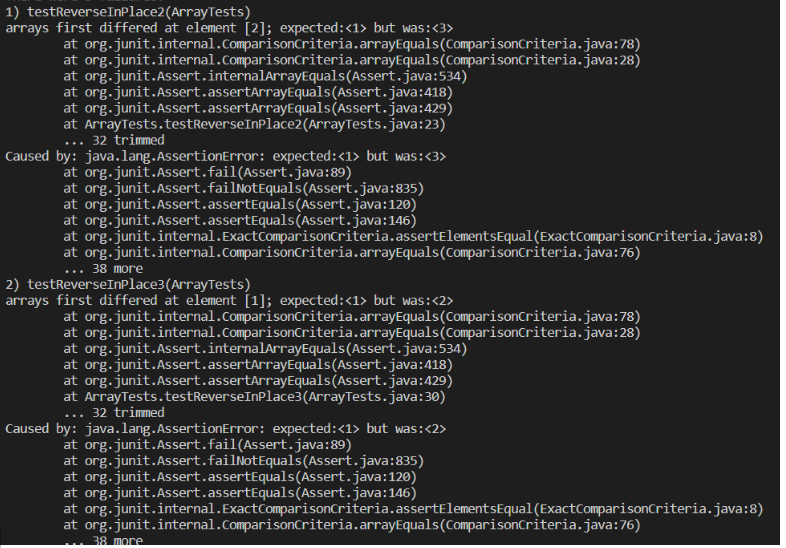 1) testReverseInPlace2(ArrayTests)
arrays first differed at element [2]; expected:<1> but was:<3>
at org.junit.internal.ComparisonCriteria.arrayEquals(ComparisonCriteria.java:78)
at org.junit.internal.ComparisonCriteria.arrayEquals(ComparisonCriteria.java:28)
at org.junit.Assert.internalArrayEquals(Assert.java:534)
at org.junit.Assert.assertArrayEquals(Assert.java:418)
at org.junit.Assert.assertArrayEquals(Assert.java:429)
at ArrayTests.testReverseInPlace2(ArrayTests.java:23)
... 32 trimmed
Caused by: java.lang.AssertionError: expected:<1> but was:<3>
at org.junit.Assert.fail(Assert.java:89)
at org.junit.Assert.failNotEquals(Assert.java:835)
at org.junit.Assert.assertEquals(Assert.java:120)
at org.junit.Assert.assertEquals(Assert.java:146)
at org.junit.internal.ExactComparisonCriteria.assertElementsEqual(ExactComparisonCriteria.java:8)
at org.junit.internal.ComparisonCriteria.arrayEquals(ComparisonCriteria.java:76)
... 38 more
2) testReverseInPlace3(ArrayTests)
arrays first differed at element [1]; expected:<1> but was:<2>
at org.junit.internal.ComparisonCriteria.arrayEquals(ComparisonCriteria.java:78)
at org.junit.internal.ComparisonCriteria.arrayEquals(ComparisonCriteria.java:28)
at org.junit.Assert.internalArrayEquals(Assert.java:534)
at org.junit.Assert.assertArrayEquals(Assert.java:418)
at org.junit.Assert.assertArrayEquals(Assert.java:429)
at ArrayTests.testReverseInPlace3(ArrayTests.java:30)
... 32 trimmed
Caused by: java.lang.AssertionError: expected:<1> but was:<2>
at org.junit.Assert.fail(Assert.java:89)
at org.junit.Assert.failNotEquals(Assert.java:835)
at org.junit.Assert.assertEquals(Assert.java:120)
at org.junit.Assert.assertEquals(Assert.java:146)
at org.junit.internal.ExactComparisonCriteria.assertElementsEqual(ExactComparisonCriteria.java:8)
at org.junit.internal.ComparisonCriteria.arrayEquals(ComparisonCriteria.java:76)
... 38 more